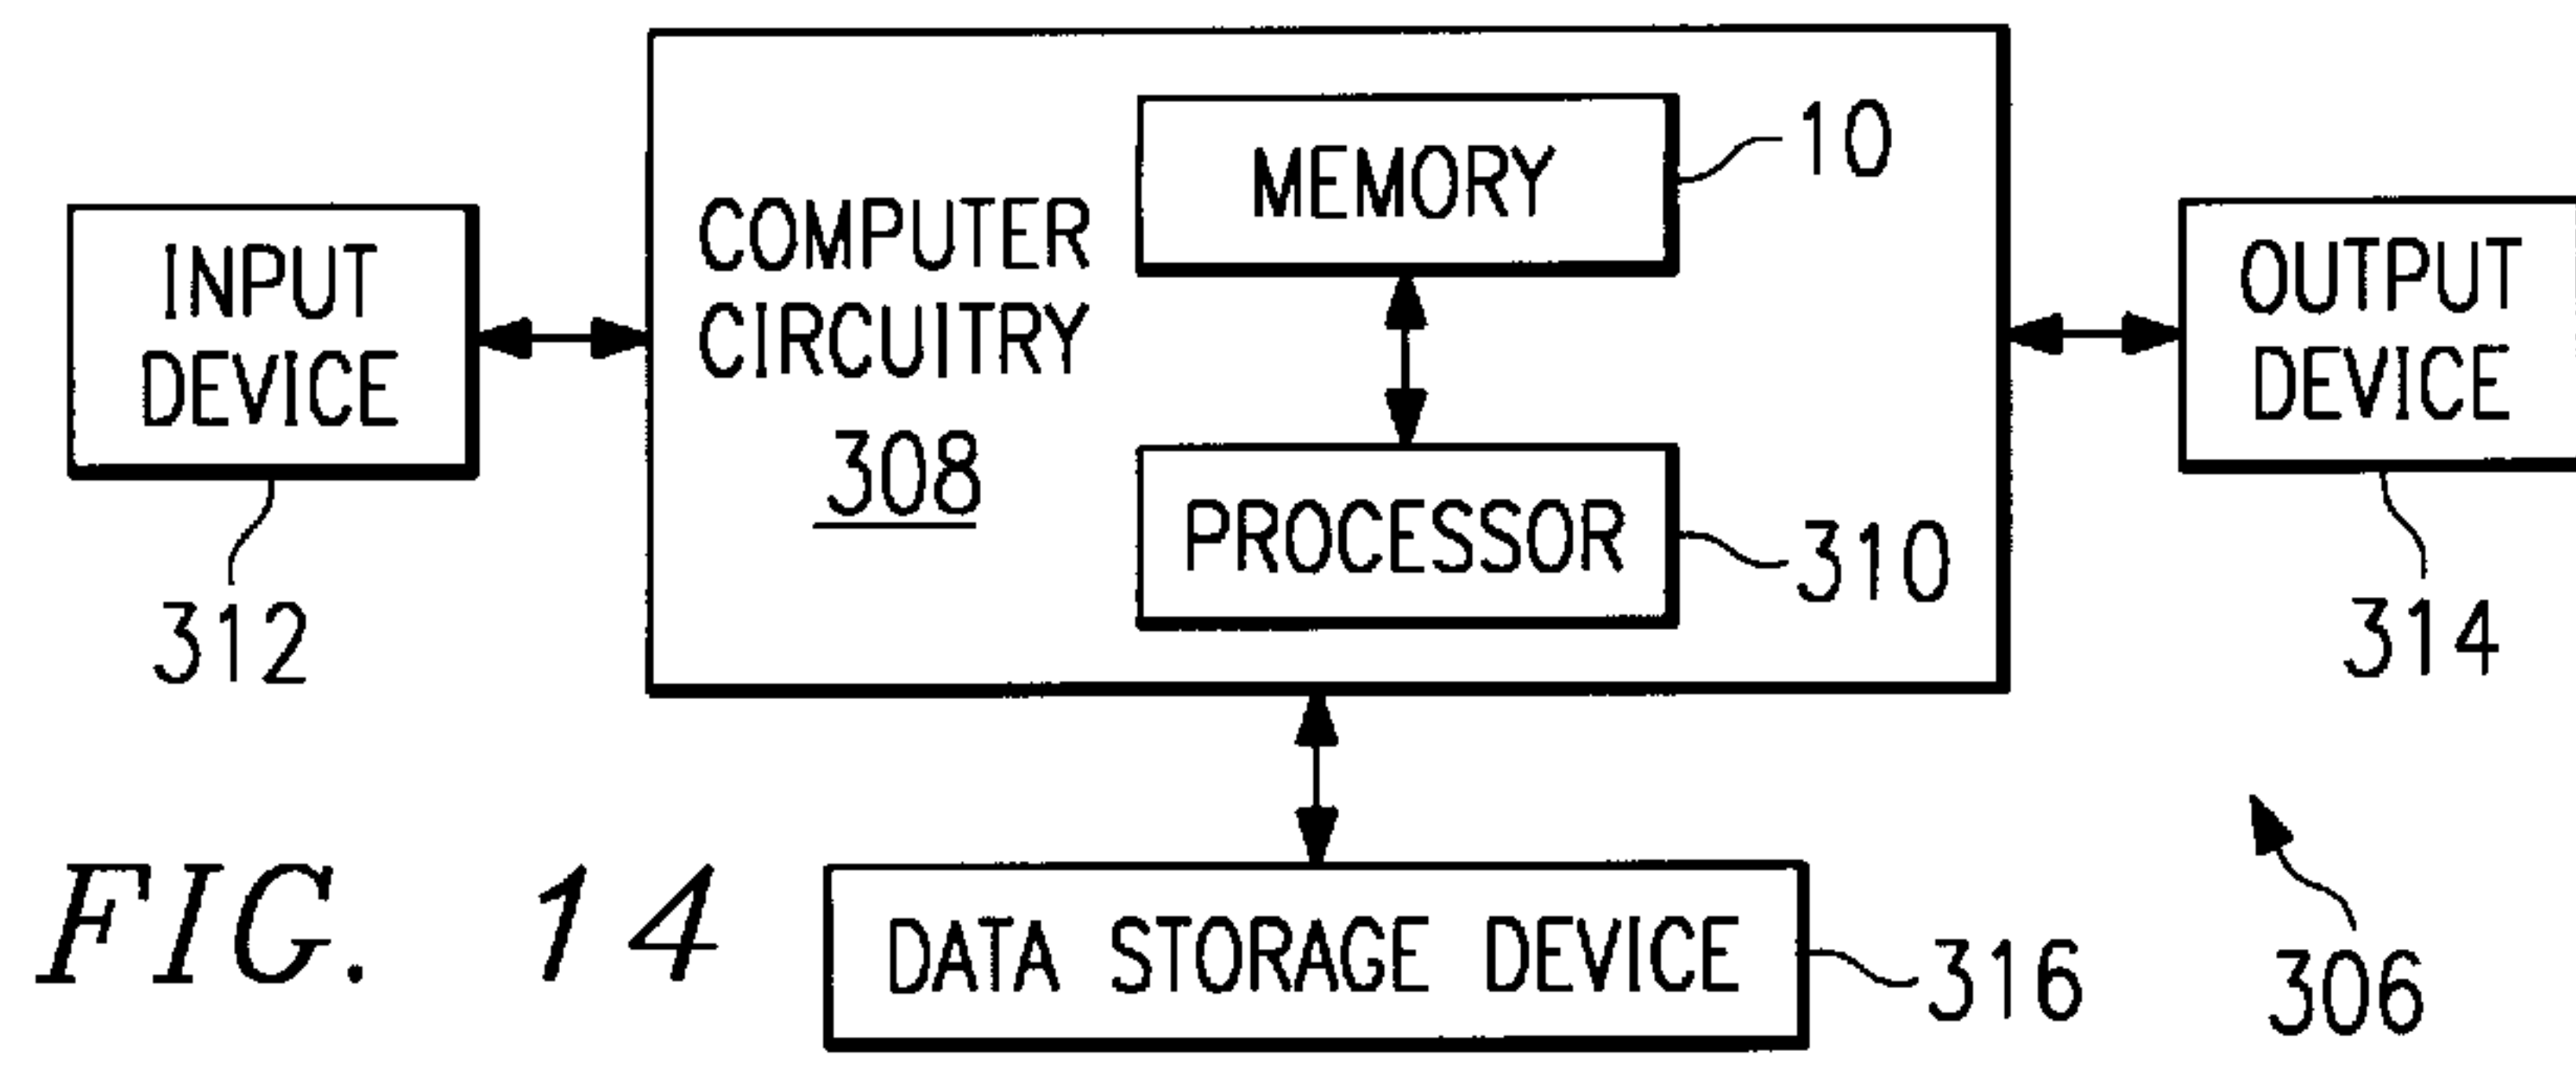 INPUT
DEVICE
312
COMPUTER
CIRCUITRY
308
MEMORY
10
PROCESSOR
310
OUTPUT
DEVICE
314
DATA STORAGE DEVICE
316
306
FIG. 14